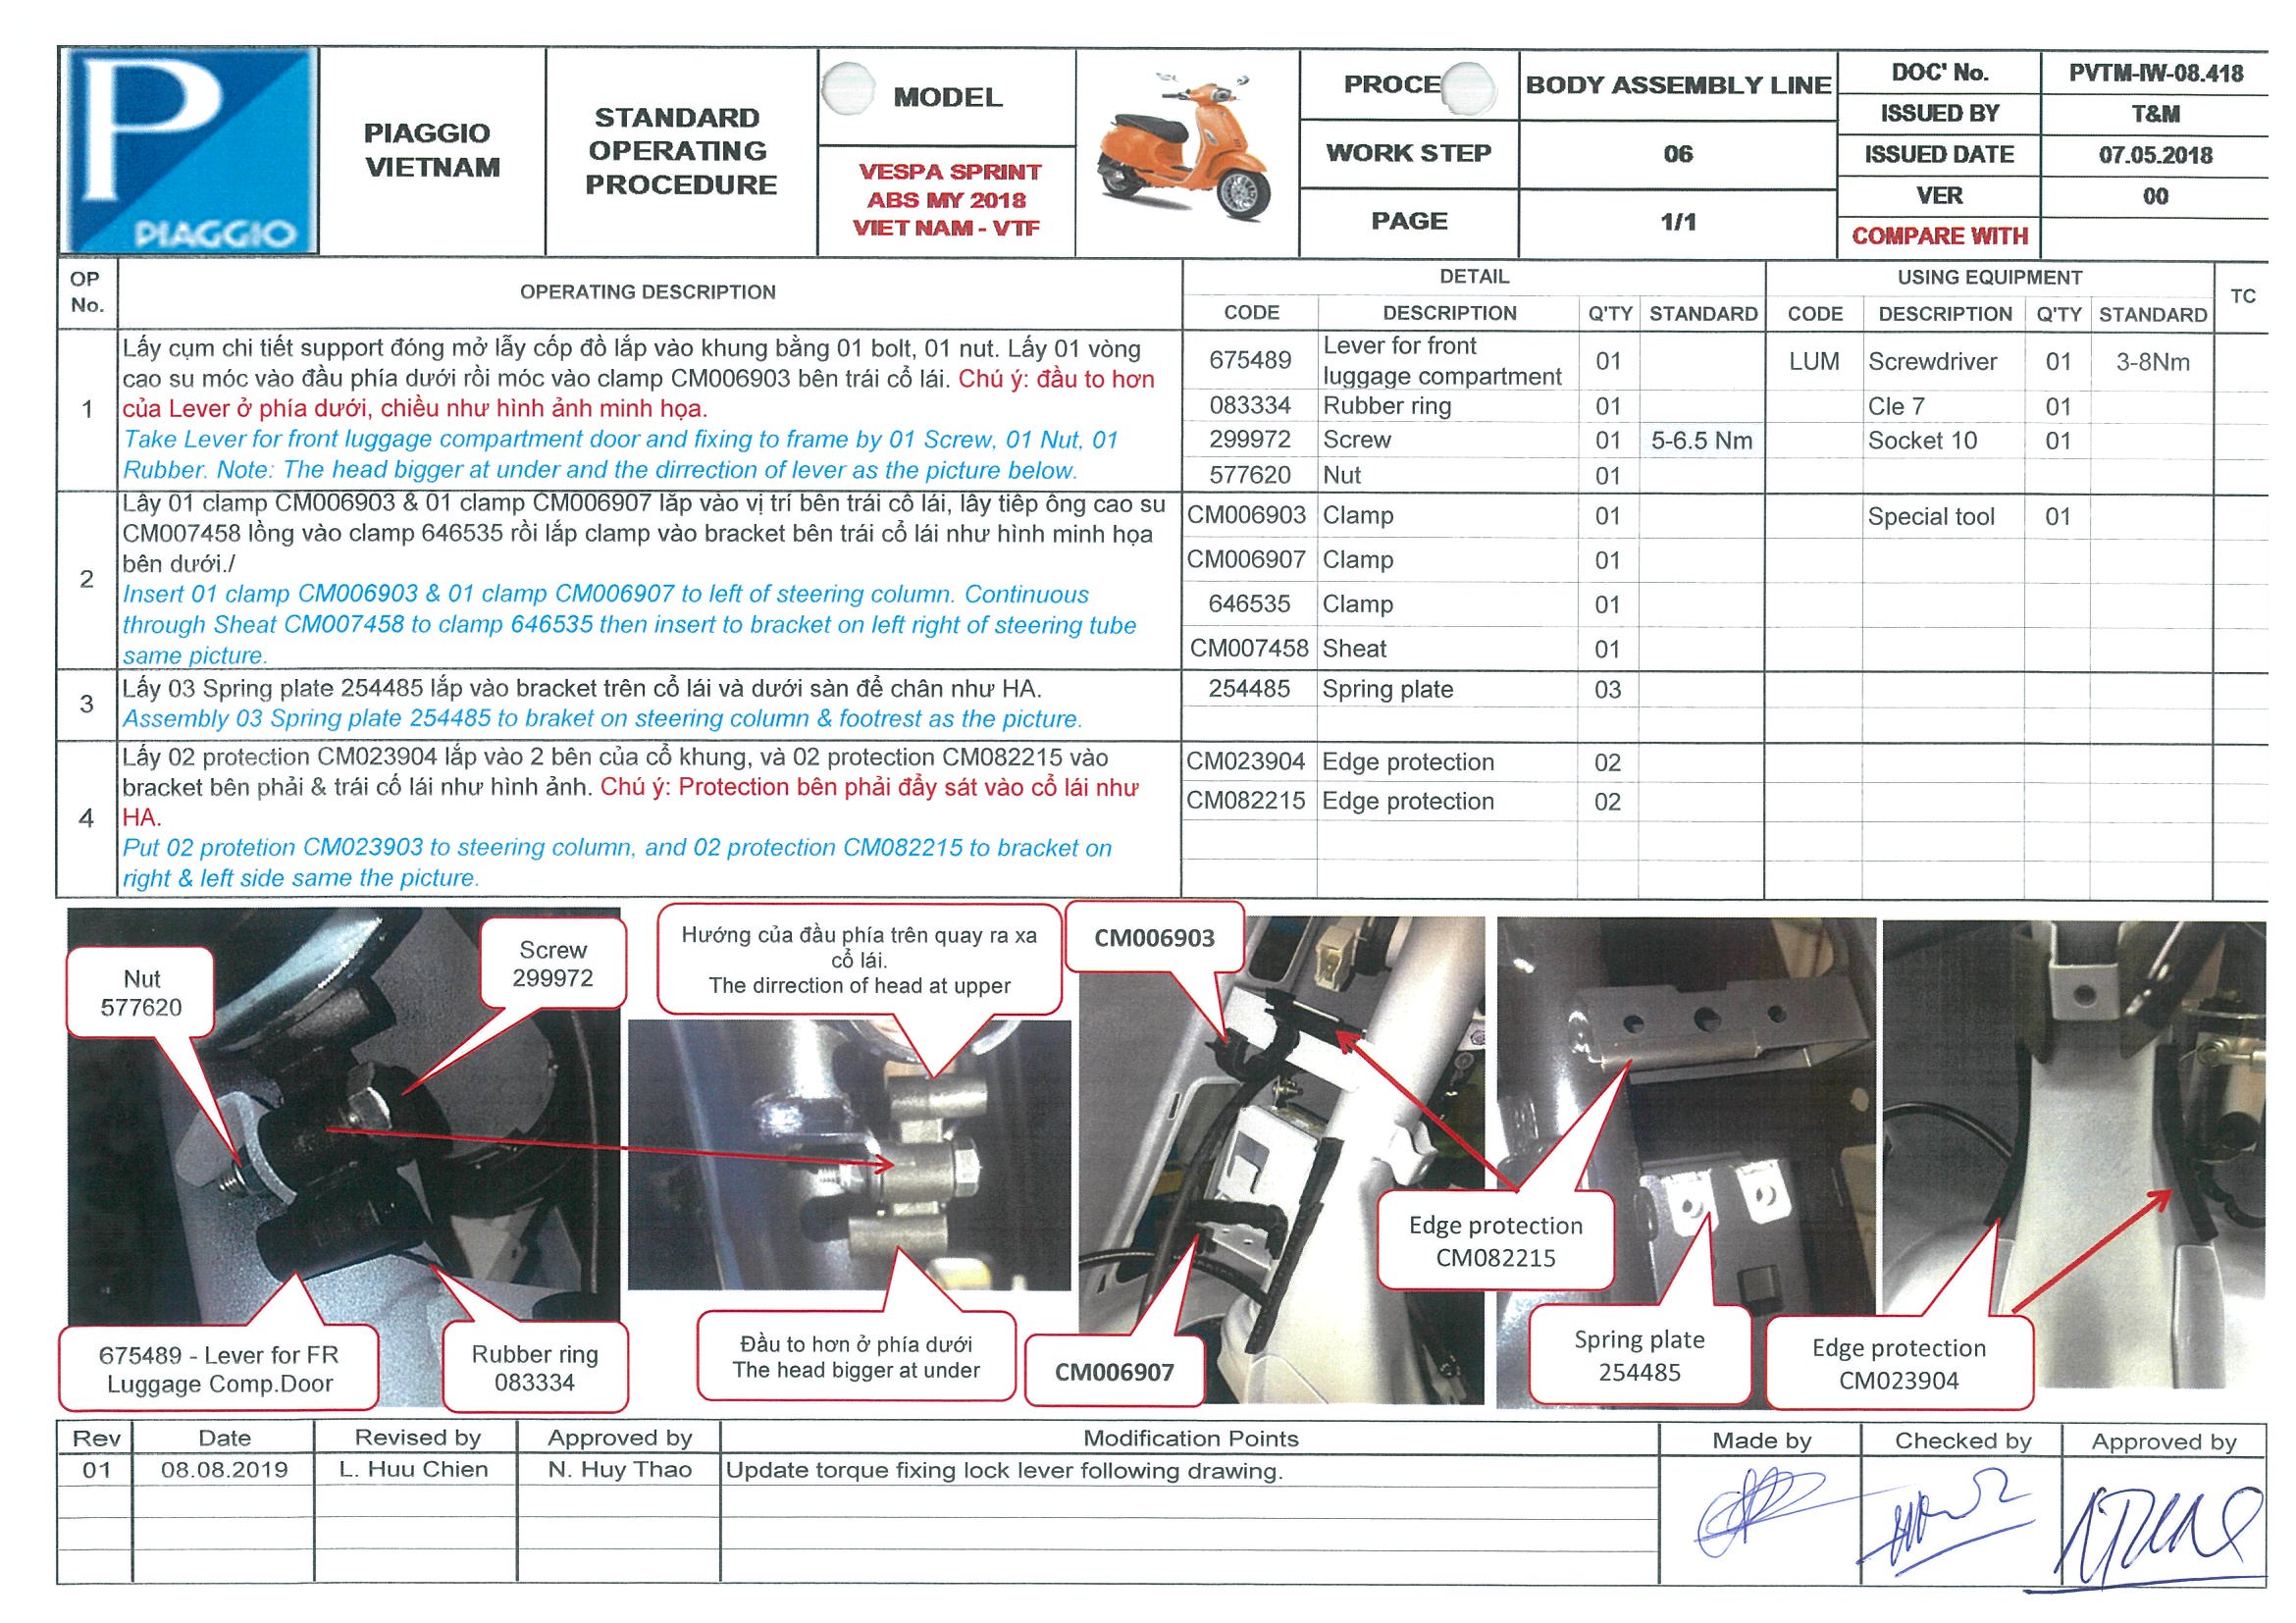 P
PIAGGIO
PIAGGIO
VIETNAM
STANDARD
OPERATING
PROCEDURE
MODEL
VESPA SPRINT
ABS MY 2018
VIET NAM - VTF
PROCE
BODY ASSEMBLY LINE
WORK STEP
06
PAGE
1/1
DOC' No.
PVTM-IW-08.418
ISSUED BY
T&M
ISSUED DATE
07.05.2018
VER
00
COMPARE WITH
OP
No.
OPERATING DESCRIPTION
DETAIL
USING EQUIPMENT
TC
CODE
DESCRIPTION
Q'TY
STANDARD
CODE
DESCRIPTION
Q'TY
STANDARD
1
Lấy cụm chi tiết support đóng mở lẫy cốp đồ lắp vào khung bằng 01 bolt, 01 nut. Lấy 01 vòng
cao su móc vào đầu phía dưới rồi móc vào clamp CM006903 bên trái cổ lái. Chú ý: đầu to hơn
của Lever ở phía dưới, chiều như hình ảnh minh họa.
Take Lever for front luggage compartment door and fixing to frame by 01 Screw, 01 Nut, 01
Rubber. Note: The head bigger at under and the dirrection of lever as the picture below.
675489
Lever for front
luggage compartment
01
LUM
Screwdriver
01
3-8Nm
083334
Rubber ring
01
Cle 7
01
299972
Screw
01
5-6.5 Nm
Socket 10
01
577620
Nut
01
2
Lấy 01 clamp CM006903 & 01 clamp CM006907 lắp vào vị trí bên trái cổ lái, lấy tiếp ông cao su
CM007458 lồng vào clamp 646535 rồi lắp clamp vào bracket bên trái cổ lái như hình minh họa
bên dưới./
Insert 01 clamp CM006903 & 01 clamp CM006907 to left of steering column. Continuous
through Sheat CM007458 to clamp 646535 then insert to bracket on left right of steering tube
same picture.
CM006903
Clamp
01
Special tool
01
CM006907
Clamp
01
646535
Clamp
01
CM007458
Sheat
01
3
Lấy 03 Spring plate 254485 lắp vào bracket trên cổ lái và dưới sàn để chân như HA.
Assembly 03 Spring plate 254485 to braket on steering column & footrest as the picture.
254485
Spring plate
03
4
Lấy 02 protection CM023904 lắp vào 2 bên của cổ khung, và 02 protection CM082215 vào
bracket bên phải & trái cổ lái như hình ảnh. Chú ý: Protection bên phải đẩy sát vào cổ lái như
HA.
Put 02 protetion CM023903 to steering column, and 02 protection CM082215 to bracket on
right & left side same the picture.
CM023904
Edge protection
02
CM082215
Edge protection
02
Nut
577620
Screw
299972
Hướng của đầu phía trên quay ra xa
cổ lái.
The dirrection of head at upper
CM006903
Edge protection
CM082215
675489 - Lever for FR
Luggage Comp.Door
Rubber ring
083334
Đầu to hơn ở phía dưới
The head bigger at under
CM006907
Spring plate
254485
Edge protection
CM023904
Rev
Date
Revised by
Approved by
Modification Points
Made by
Checked by
Approved by
01
08.08.2019
L. Huu Chien
N. Huy Thao
Update torque fixing lock lever following drawing.